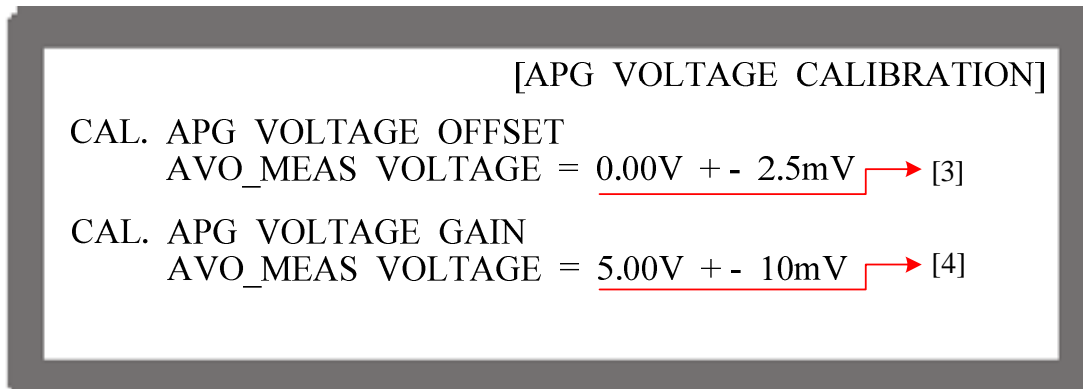 [APG VOLTAGE CALIBRATION]
CAL. APG VOLTAGE OFFSET
AVO_MEAS VOLTAGE = 0.00V +- 2.5mV [3]
CAL. APG VOLTAGE GAIN
AVO_MEAS VOLTAGE = 5.00V +- 10mV [4]